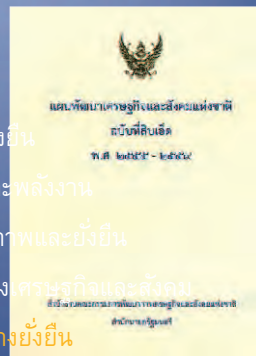 แผนพัฒนาเศรษฐกิจและสังคมแห่งชาติ
ฉบับที่สิบเอ็ด
พ.ศ. ๒๕๕๕ - ๒๕๕๙
งยืน
ะพลังงาน
าพและยั่งยืน
งเศรษฐกิจและสังคม
สำนักงานคณะกรรมการพัฒนาการเศรษฐกิจและสังคมแห่งชาติ
สำนักนายกรัฐมนตรี
างยั่งยืน